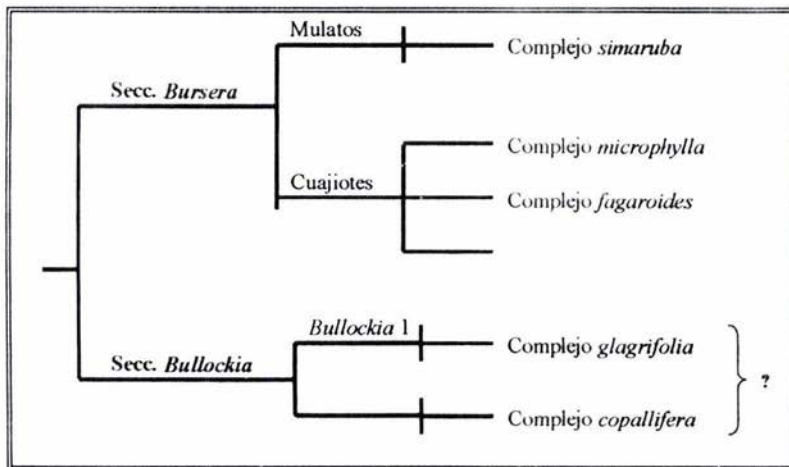 Mulatos
Complejo simaruba
Secc. Bursera
Complejo microphylla
Cuajiotes
Complejo fagaroides
Bullockia 1
Complejo glagrifolia
Secc. Bullockia
?
Complejo copallifera